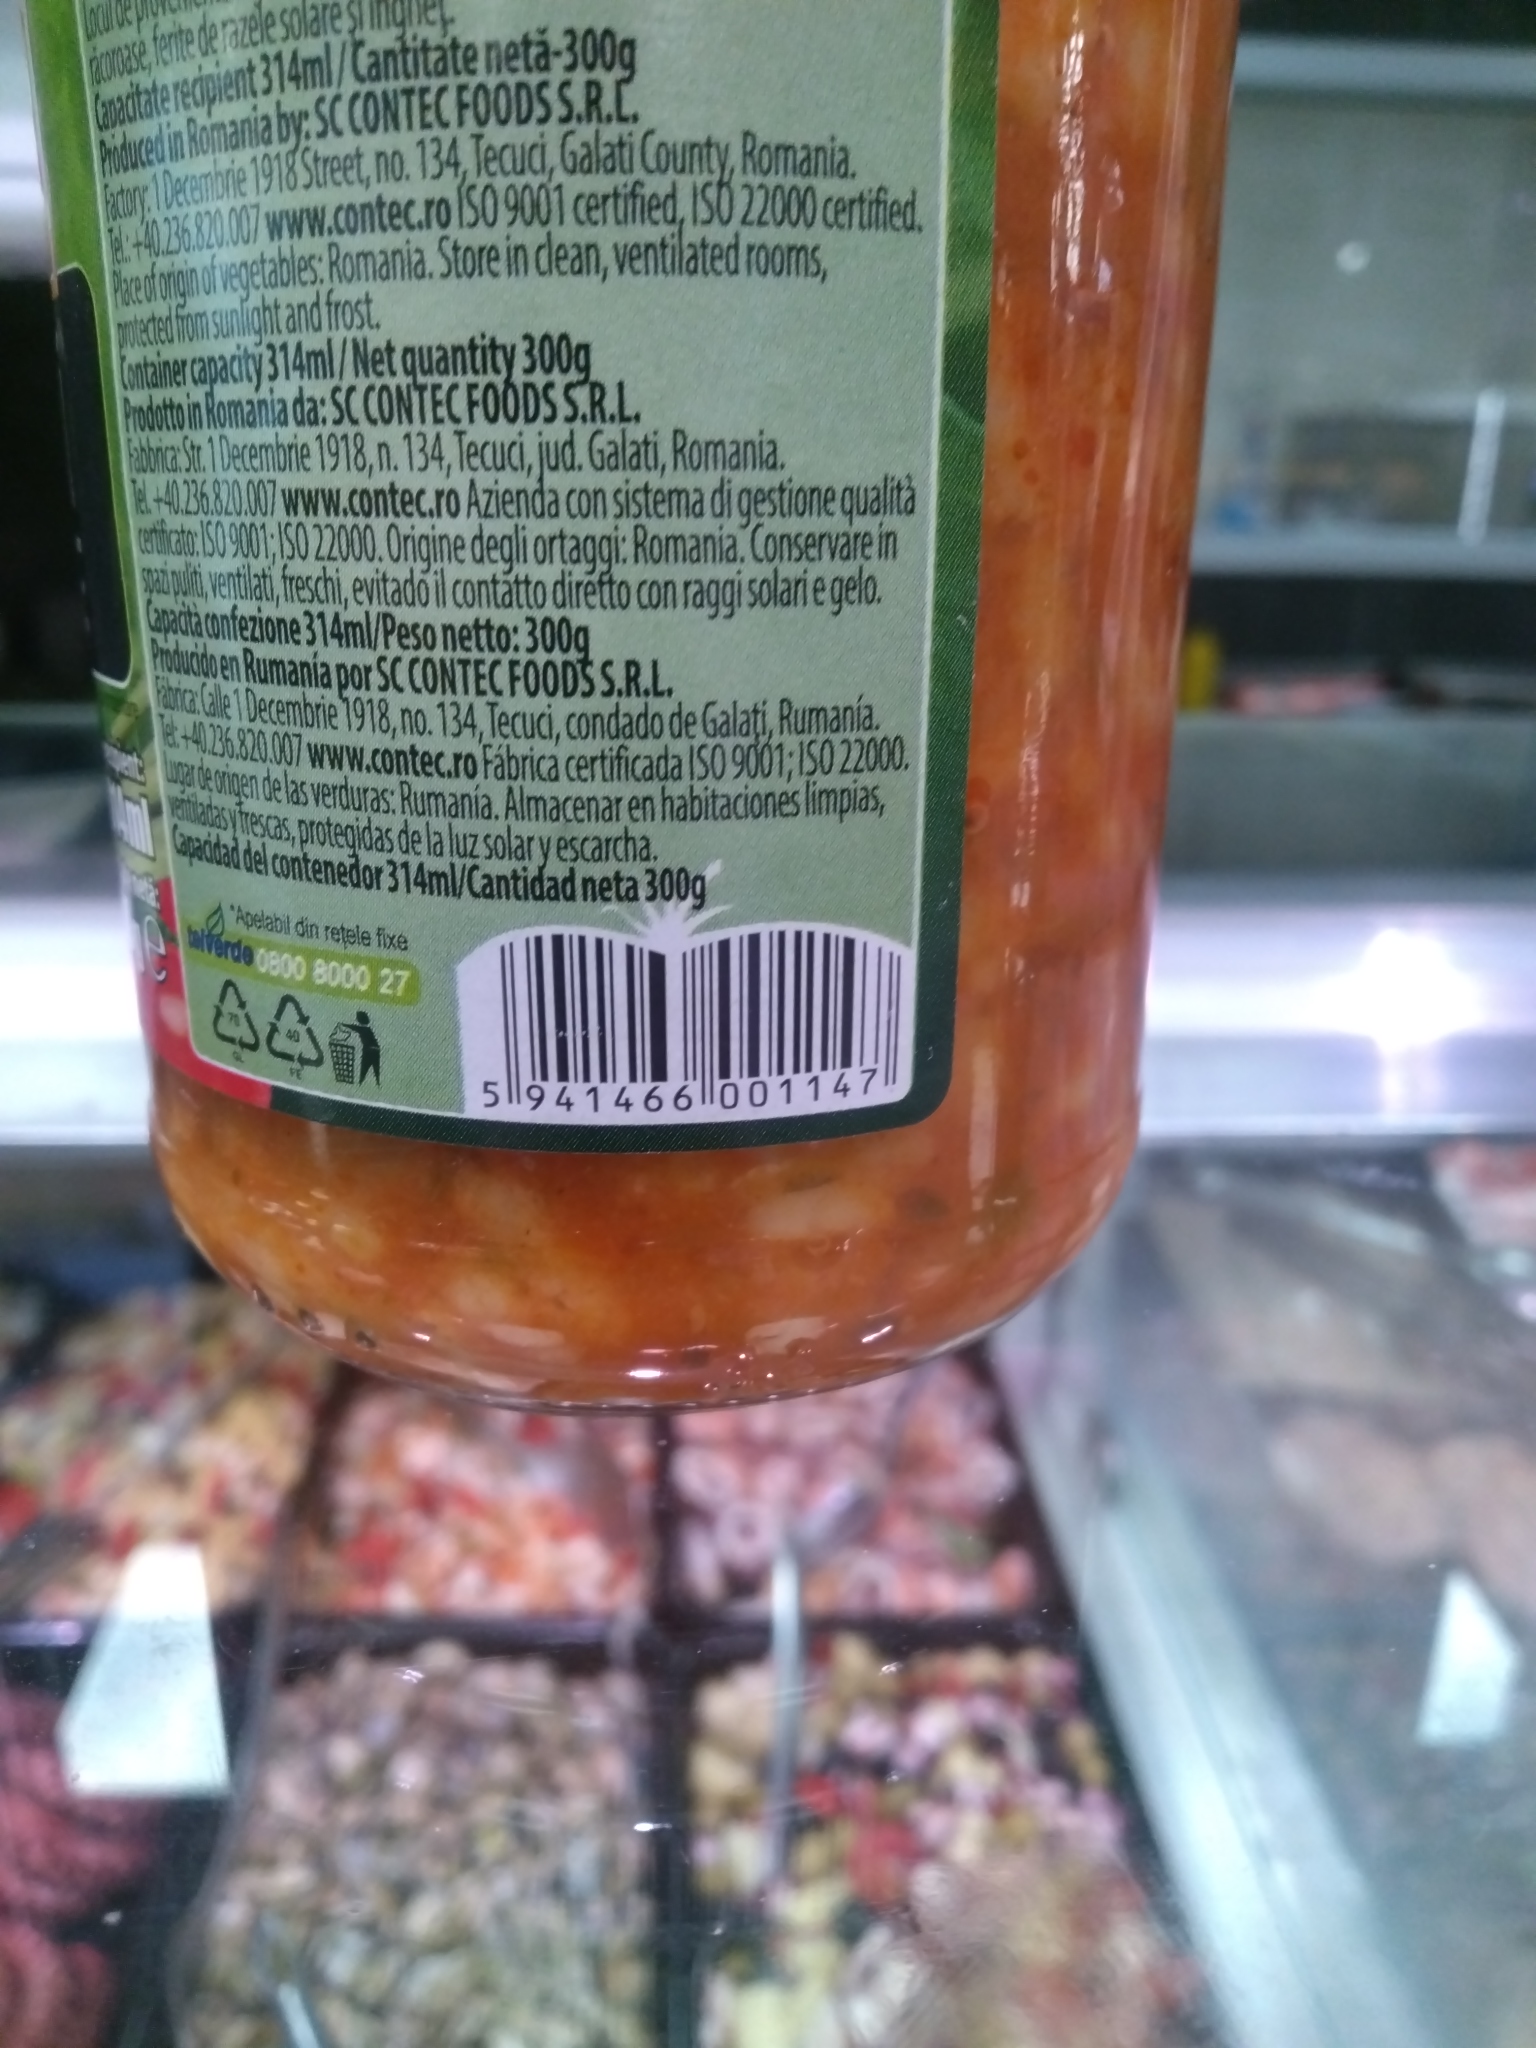 Locul de
răcoroase, ferite de razele solare și îngheț.
Capacitate recipient 314ml/Cantitate netă-300g
Produced in Romania by: SC CONTEC FOODS S.R.L.
Factory: 1 Decembrie 1918 Street, no. 134, Tecuci, Galati County, Romania.
Tel.: +40.236.820.007 www.contec.ro ISO 9001 certified, ISO 22000 certified.
Place of origin of vegetables: Romania. Store in clean, ventilated rooms,
protected from sunlight and frost.
Container capacity 314ml / Net quantity 300g
Prodotto in Romania da: SC CONTEC FOODS S.R.L.
Fabbrica: Str. 1 Decembrie 1918, n. 134, Tecuci, jud. Galati, Romania.
Tel. +40.236.820.007 www.contec.ro Azienda con sistema di gestione qualità
certificato: ISO 9001; ISO 22000. Origine degli ortaggi: Romania. Conservare in
spazi puliti, ventilati, freschi, evitado il contatto diretto con raggi solari e gelo.
Capacità confezione 314ml/Peso netto: 300g
Producido en Rumanía por SC CONTEC FOODS S.R.L.
Fábrica: Calle 1 Decembrie 1918, no. 134, Tecuci, condado de Galaţi, Rumanía.
Tel: +40.236.820.007 www.contec.ro Fábrica certificada ISO 9001; ISO 22000.
Lugar de origen de las verduras: Rumanía. Almacenar en habitaciones limpias,
ventiladas y frescas, protegidas de la luz solar y escarcha.
Capacidad del contenedor 314ml/Cantidad neta 300g
*Apelabil din rețele fixe
telverde 0800 8000 27
70 GL
40 FE
5 941466 001147